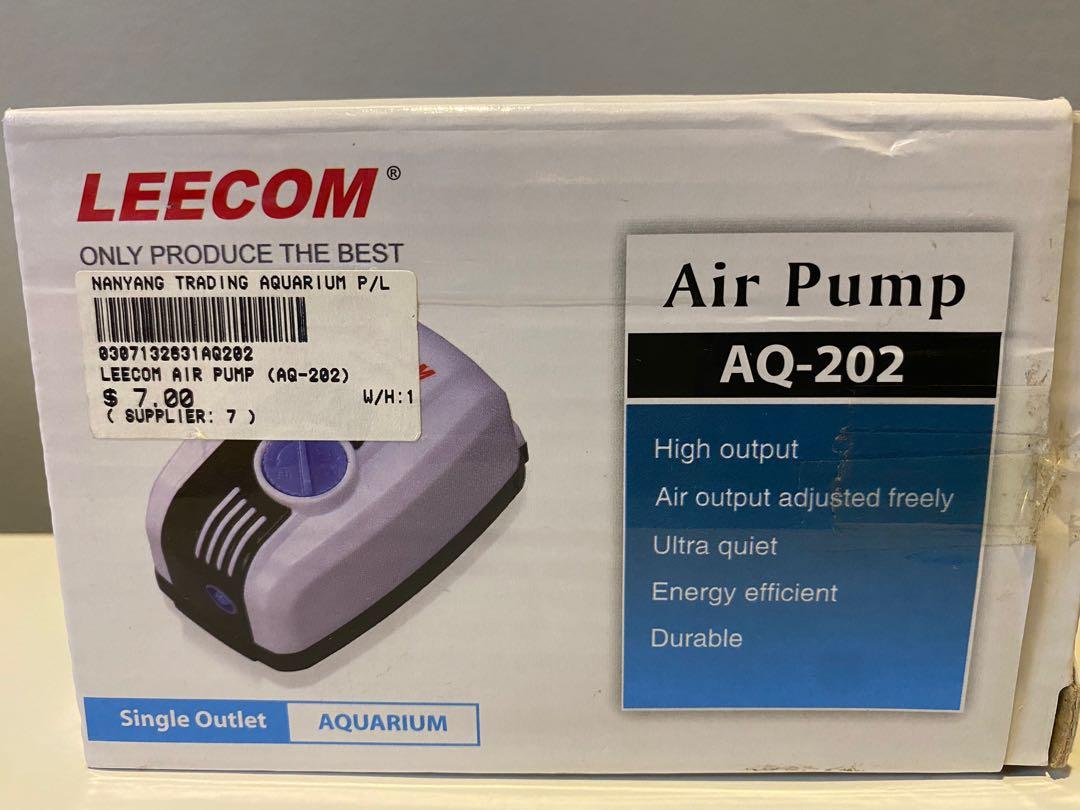 LEECOM®
ONLY PRODUCE THE BEST
NANYANG TRADING AQUARIUM P/L
0307132631AQ202
LEECOM AIR PUMP (AQ-202)
$ 7.00 W/H:1
( SUPPLIER: 7 )
Single Outlet AQUARIUM
Air Pump
AQ-202
High output
Air output adjusted freely
Ultra quiet
Energy efficient
Durable